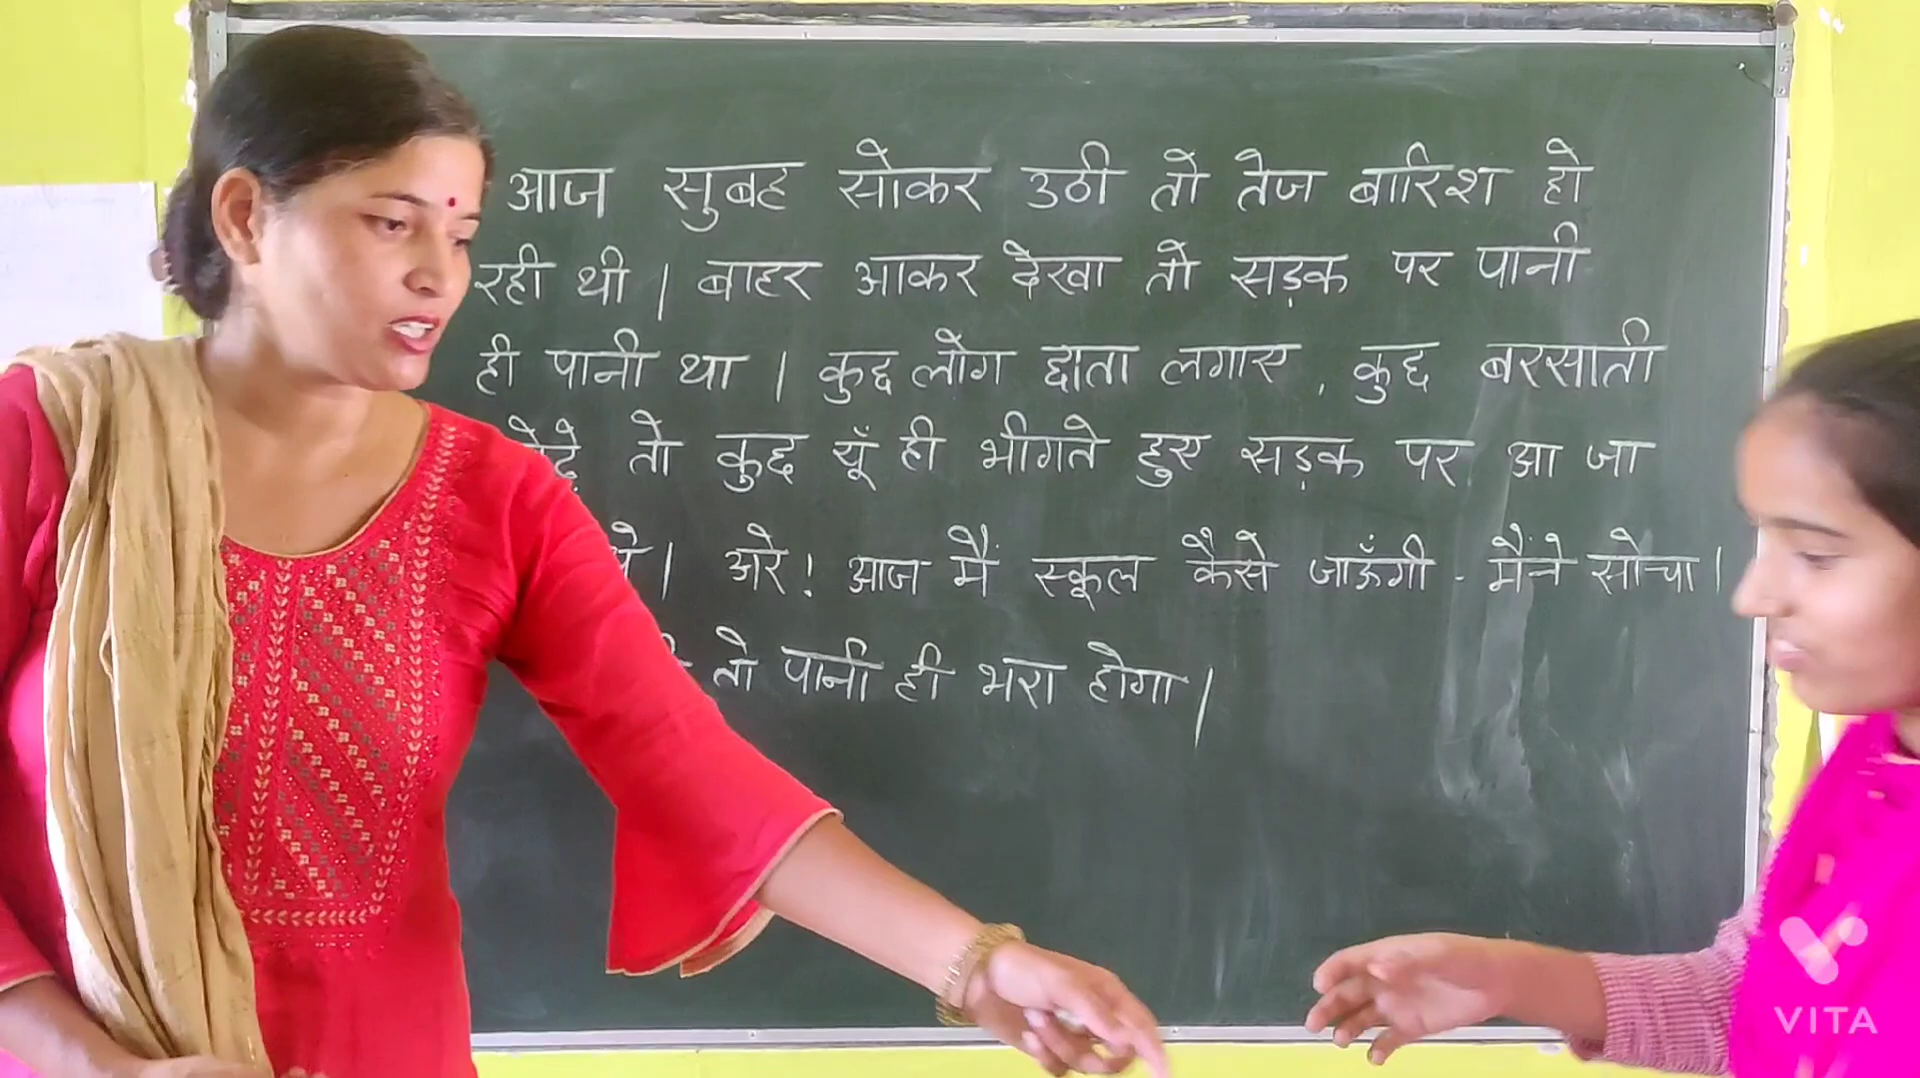 आज सुबह सोकर उठी तो तेज बारिश हो
रही थी । बाहर आकर देखा तो सड़क पर पानी
ही पानी था । कुछ लोग छाता लगाए , कुछ बरसाती
तो कुछ यूँ ही भीगते हुए सड़क पर आ जा
। अरे ! आज मैं स्कूल कैसे जाऊँगी - मैंने सोचा ।
तो पानी ही भरा होगा ।
VITA